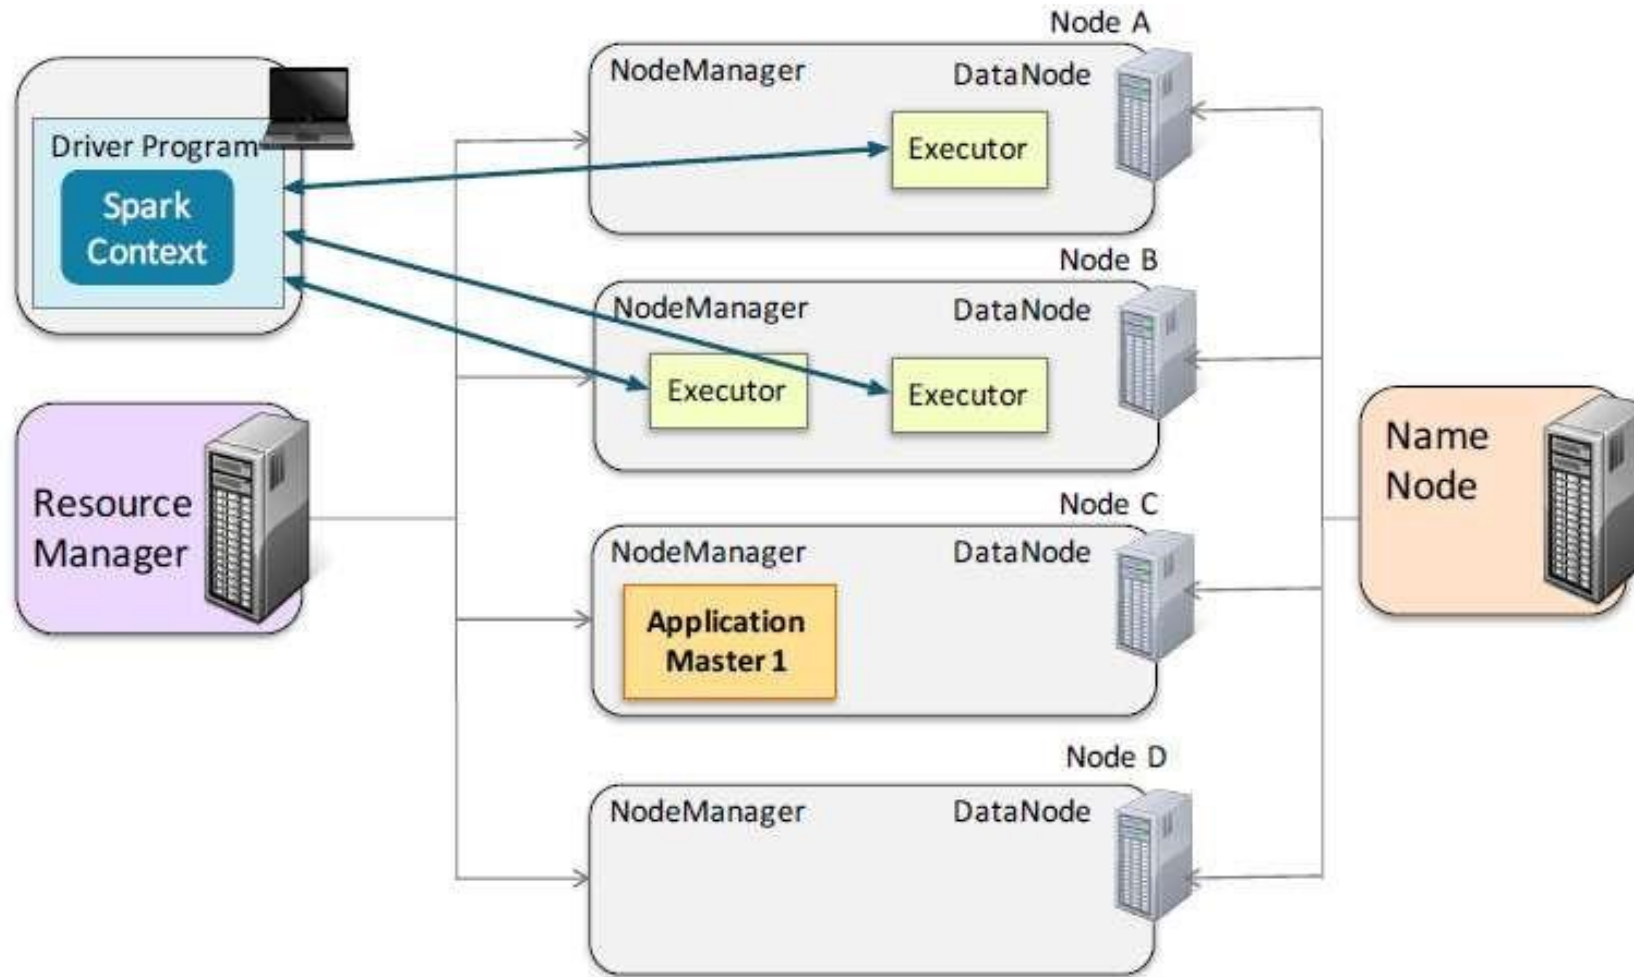 Driver Program
Spark
Context
Resource
Manager
Node A
NodeManager
DataNode
Executor
Node B
NodeManager
DataNode
Executor
Executor
Node C
NodeManager
DataNode
Application
Master 1
Node D
NodeManager
DataNode
Name
Node